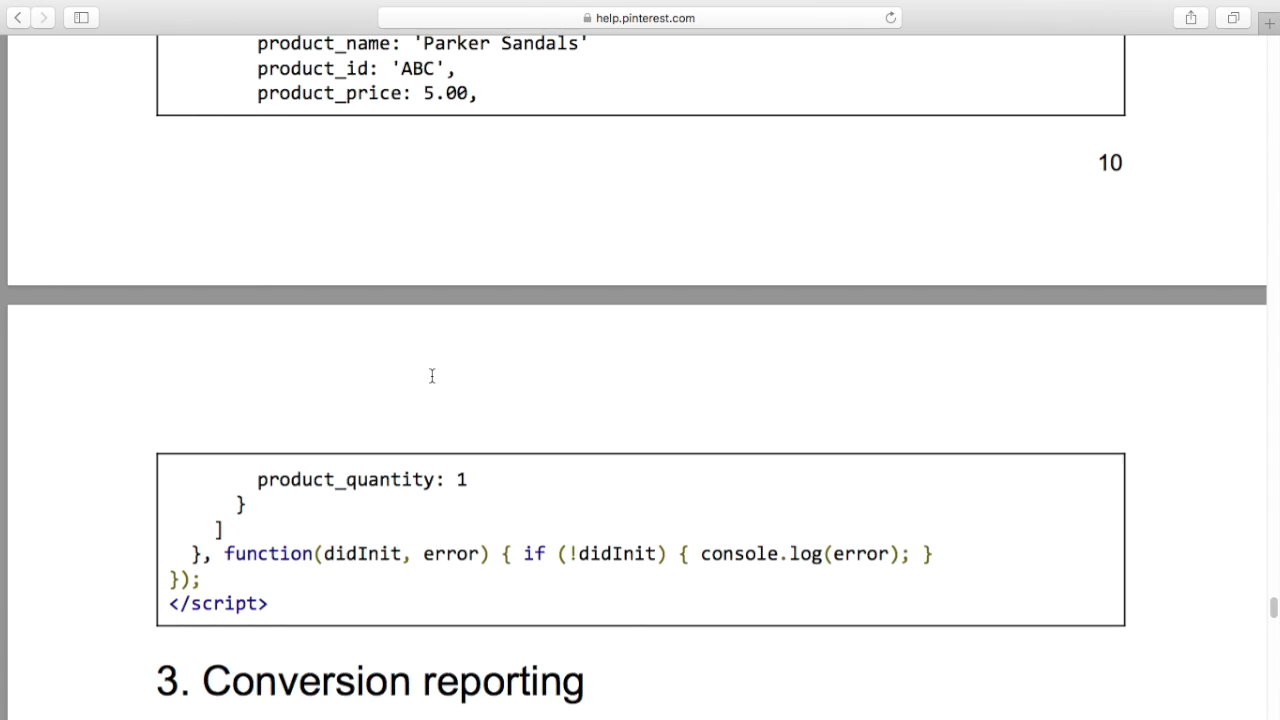 help.pinterest.com
product_name: 'Parker Sandals'
product_id: 'ABC',
product_price: 5.00,
10
product_quantity: 1
}
]
}, function(didInit, error) { if (!didInit) { console.log(error); }
});
</script>
3. Conversion reporting